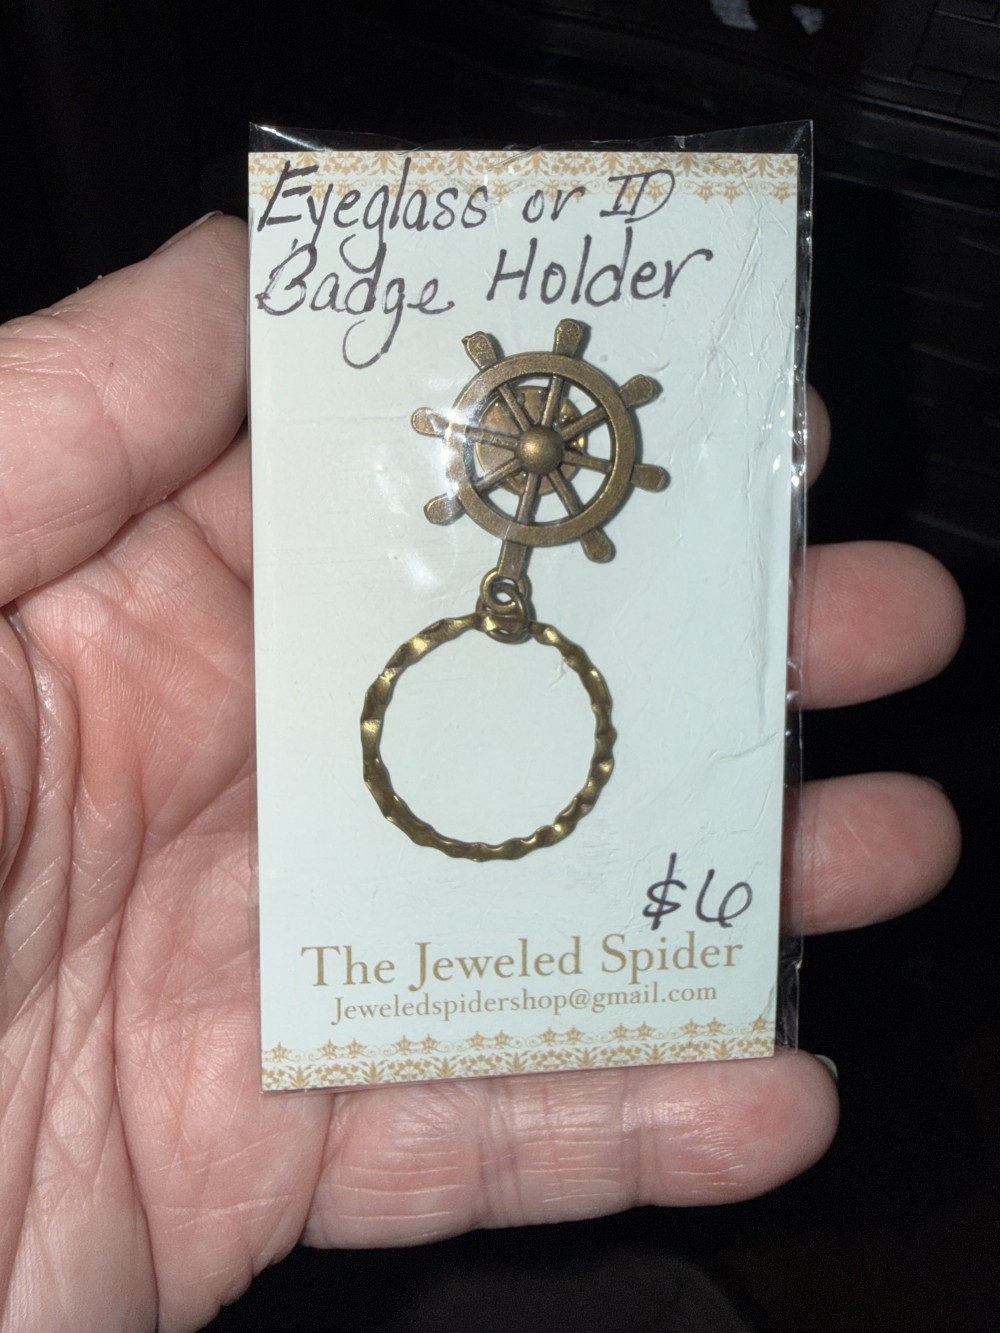 Eyeglass or ID
Badge Holder
$6
The Jeweled Spider
Jeweledspidershop@gmail.com